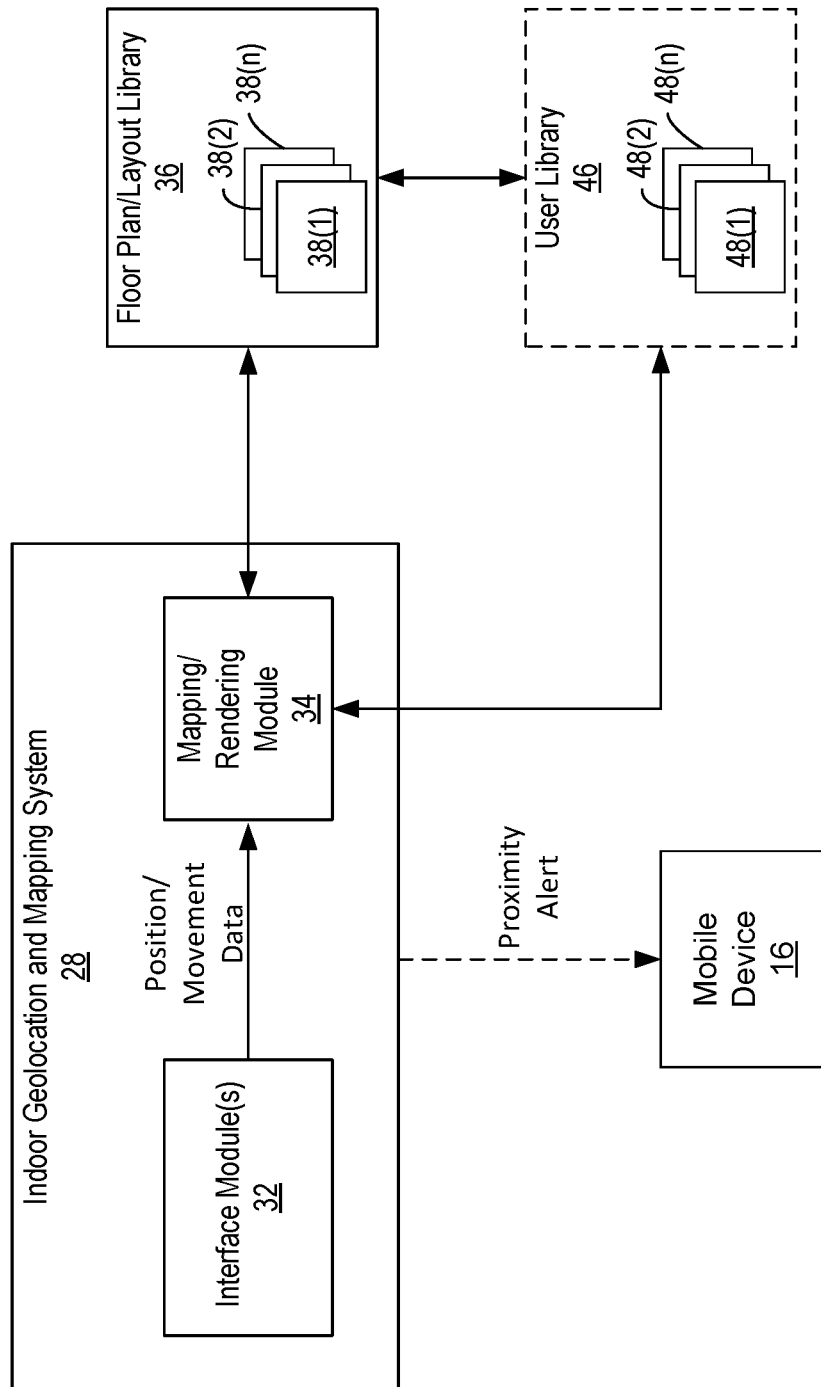 Indoor Geolocation and Mapping System
28
Interface Module(s)
32
Position/
Movement
Data
Mapping/
Rendering
Module
34
Floor Plan/Layout Library
36
38(1)
38(2)
38(n)
User Library
46
48(1)
48(2)
48(n)
Proximity
Alert
Mobile
Device
16